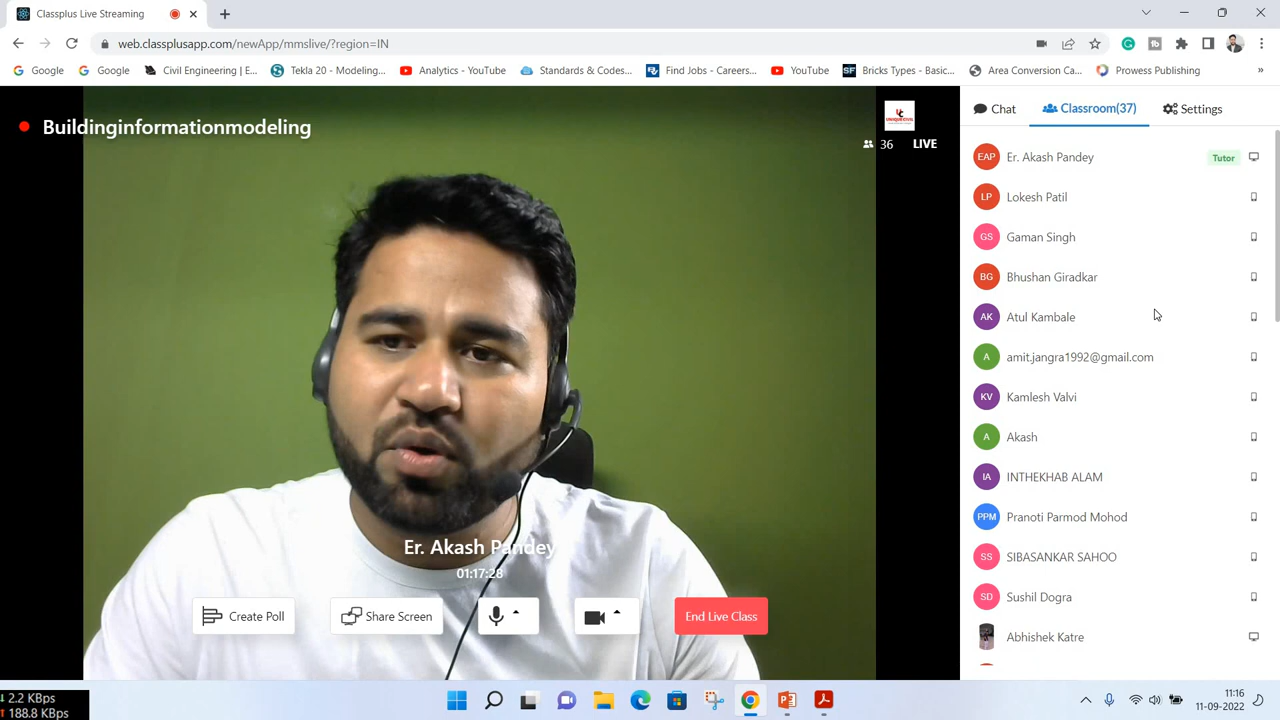 Classplus Live Streaming
web.classplusapp.com/newApp/mmslive/?region=IN
Google
Google
Civil Engineering | E...
Tekla 20 - Modeling...
Analytics - YouTube
Standards & Codes...
Find Jobs - Careers...
YouTube
SF
Bricks Types - Basic...
Area Conversion Ca...
Prowess Publishing
»
Buildinginformationmodeling
UNIQUE CIVIL
36
LIVE
Chat
Classroom(37)
Settings
EAP
Er. Akash Pandey
Tutor
LP
Lokesh Patil
GS
Gaman Singh
BG
Bhushan Giradkar
AK
Atul Kambale
A
amit.jangra1992@gmail.com
KV
Kamlesh Valvi
A
Akash
IA
INTHEKHAB ALAM
PPM
Pranoti Parmod Mohod
SS
SIBASANKAR SAHOO
SD
Sushil Dogra
Abhishek Katre
Er. Akash Pandey
01:17:28
Create Poll
Share Screen
End Live Class
↓ 2.2 KBps
↑ 188.8 KBps
11:16
11-09-2022